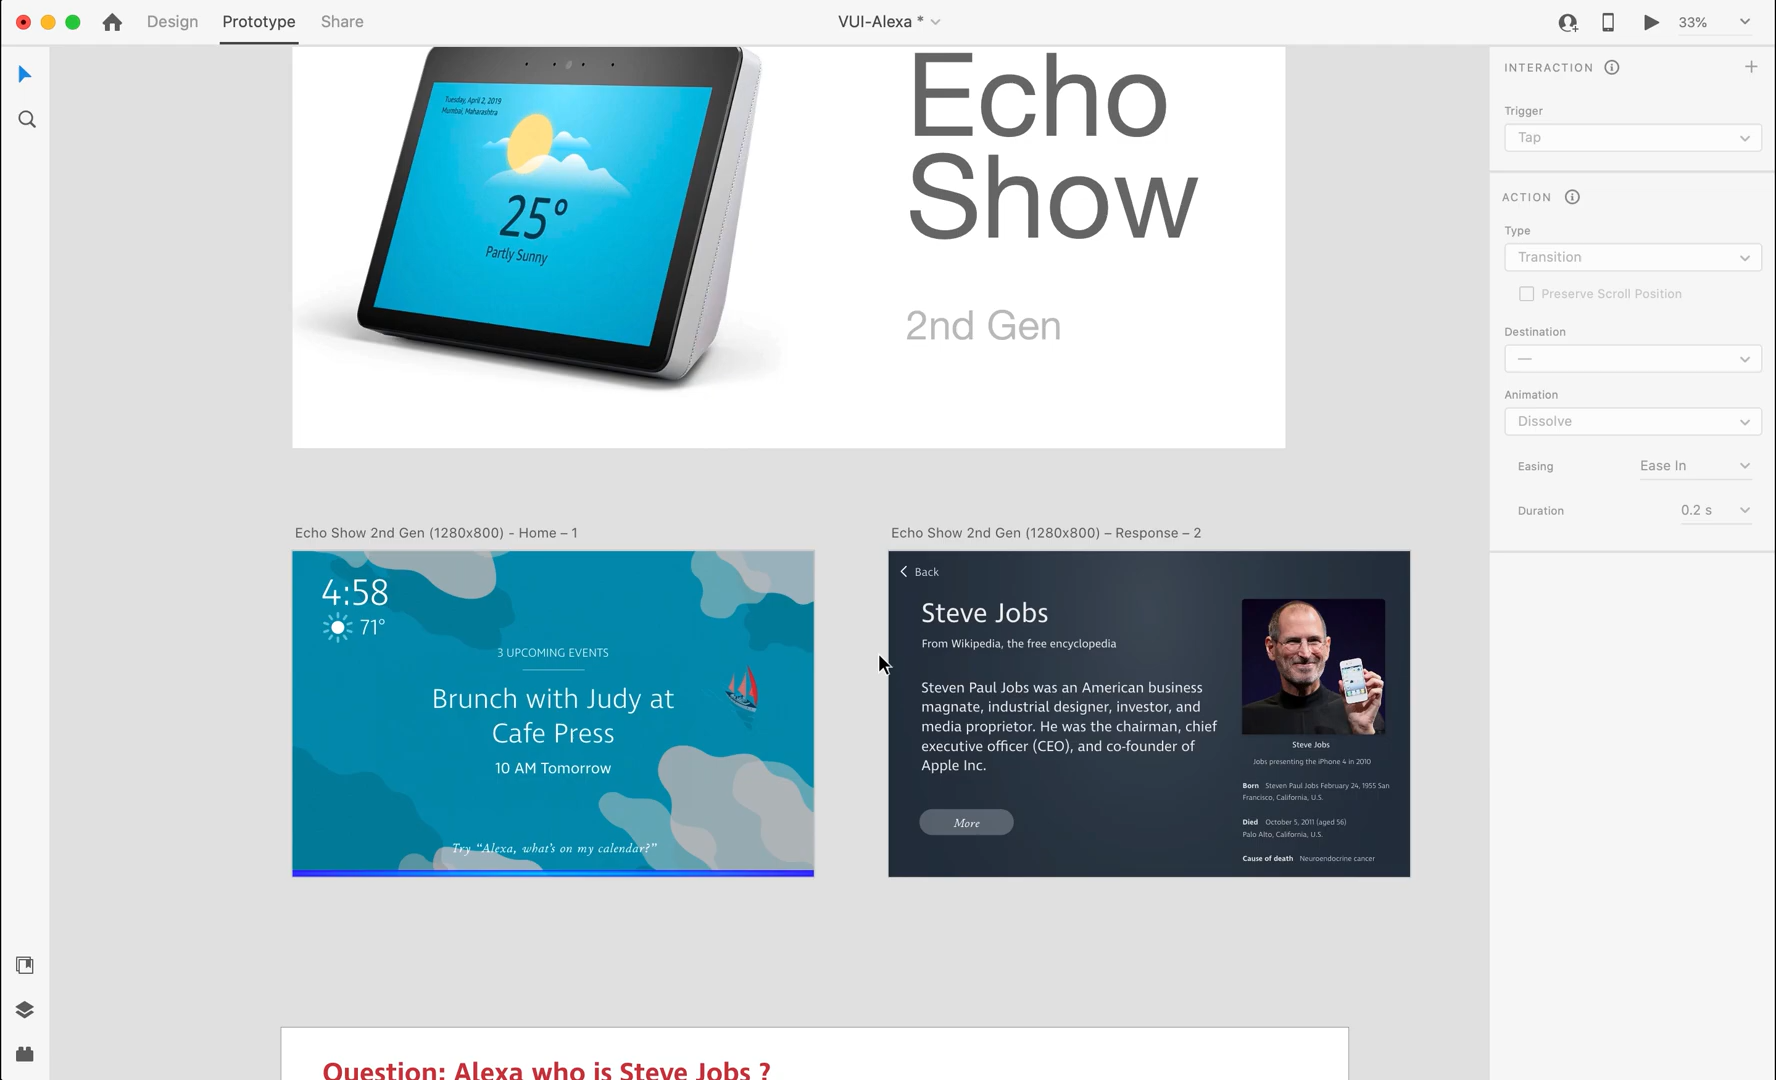 Design
Prototype
Share
VUI-Alexa *
33%
Tuesday, April 2, 2019
Mumbai, Maharashtra
25°
Partly Sunny
Echo
Show
2nd Gen
INTERACTION
Trigger
Tap
ACTION
Type
Transition
Preserve Scroll Position
Destination
—
Animation
Dissolve
Easing
Ease In
Duration
0.2 s
Echo Show 2nd Gen (1280x800) - Home – 1
4:58
71°
3 UPCOMING EVENTS
Brunch with Judy at
Cafe Press
10 AM Tomorrow
Try “Alexa, what's on my calendar?”
Echo Show 2nd Gen (1280x800) – Response – 2
Back
Steve Jobs
From Wikipedia, the free encyclopedia
Steven Paul Jobs was an American business
magnate, industrial designer, investor, and
media proprietor. He was the chairman, chief
executive officer (CEO), and co-founder of
Apple Inc.
More
Steve Jobs
Jobs presenting the iPhone 4 in 2010
Born Steven Paul Jobs February 24, 1955 San
Francisco, California, U.S.
Died October 5, 2011 (aged 56)
Palo Alto, California, U.S.
Cause of death Neuroendocrine cancer
Question: Alexa who is Steve Jobs ?